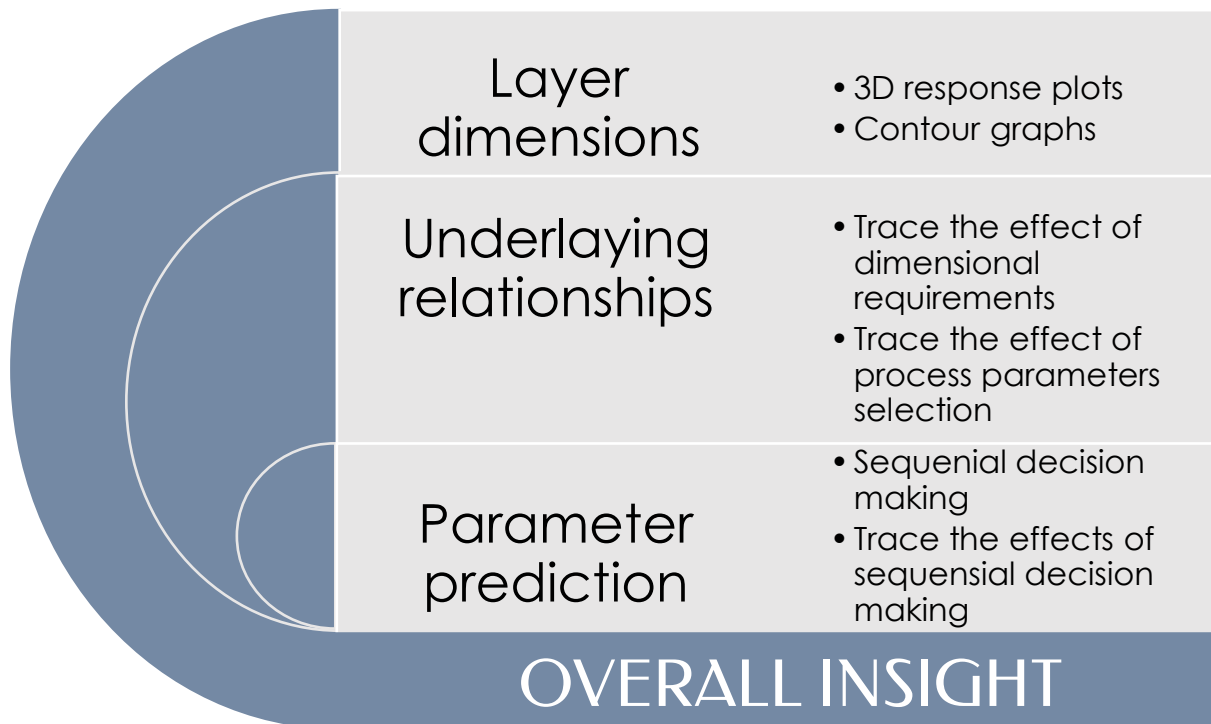 Layer
dimensions
• 3D response plots
• Contour graphs
Underlaying
relationships
• Trace the effect of
dimensional
requirements
• Trace the effect of
process parameters
selection
Parameter
prediction
• Sequenial decision
making
• Trace the effects of
sequensial decision
making
OVERALL INSIGHT